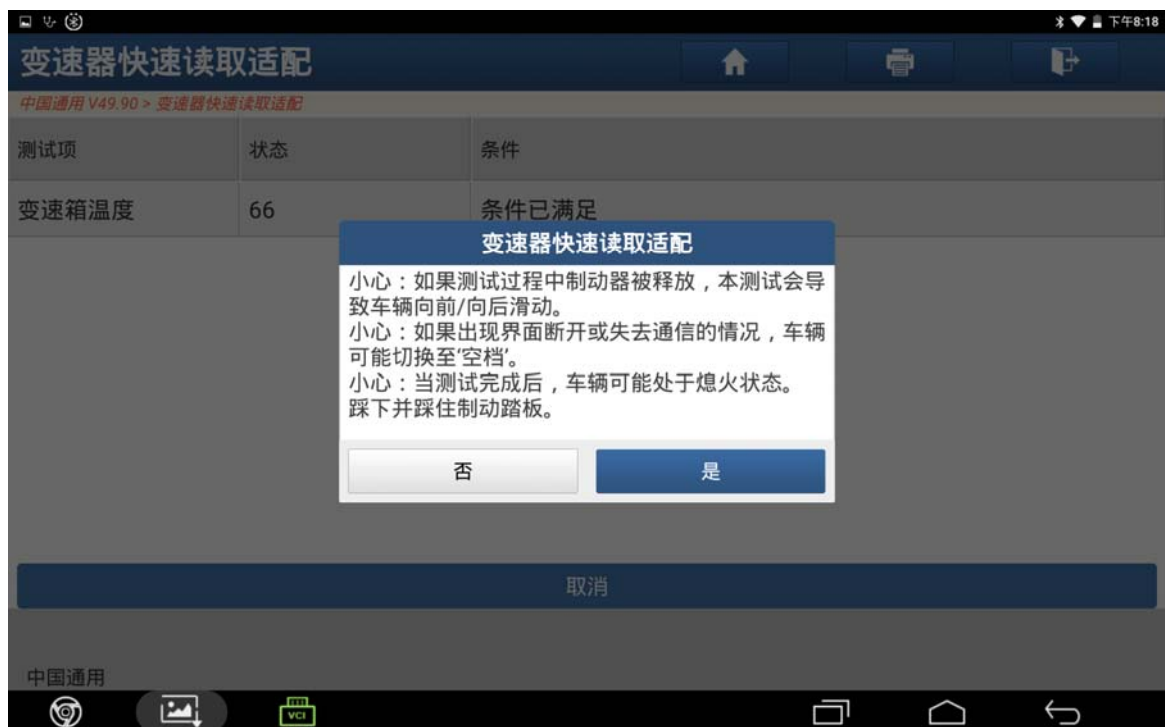 下午8:18
变速器快速读取适配
中国通用 V49.90 > 变速器快速读取适配
测试项 状态 条件
变速箱温度 66 条件已满足
变速器快速读取适配
小心：如果测试过程中制动器被释放，本测试会导
致车辆向前/向后滑动。
小心：如果出现界面断开或失去通信的情况，车辆
可能切换至‘空档’。
小心：当测试完成后，车辆可能处于熄火状态。
踩下并踩住制动踏板。
否 是
取消
中国通用
VCI